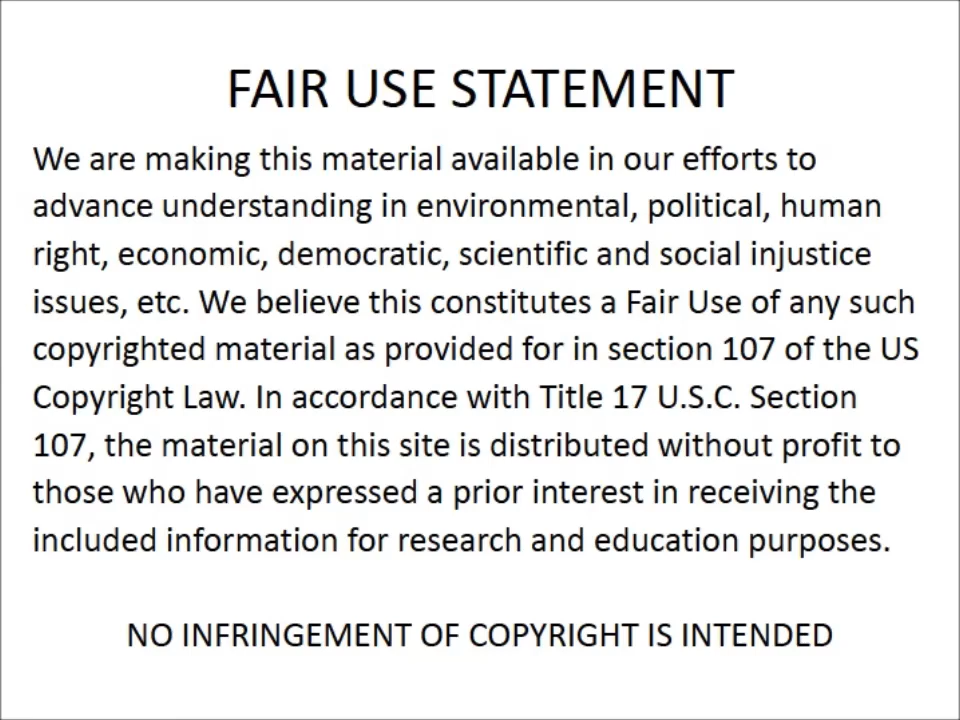 FAIR USE STATEMENT
We are making this material available in our efforts to
advance understanding in environmental, political, human
right, economic, democratic, scientific and social injustice
issues, etc. We believe this constitutes a Fair Use of any such
copyrighted material as provided for in section 107 of the US
Copyright Law. In accordance with Title 17 U.S.C. Section
107, the material on this site is distributed without profit to
those who have expressed a prior interest in receiving the
included information for research and education purposes.
NO INFRINGEMENT OF COPYRIGHT IS INTENDED